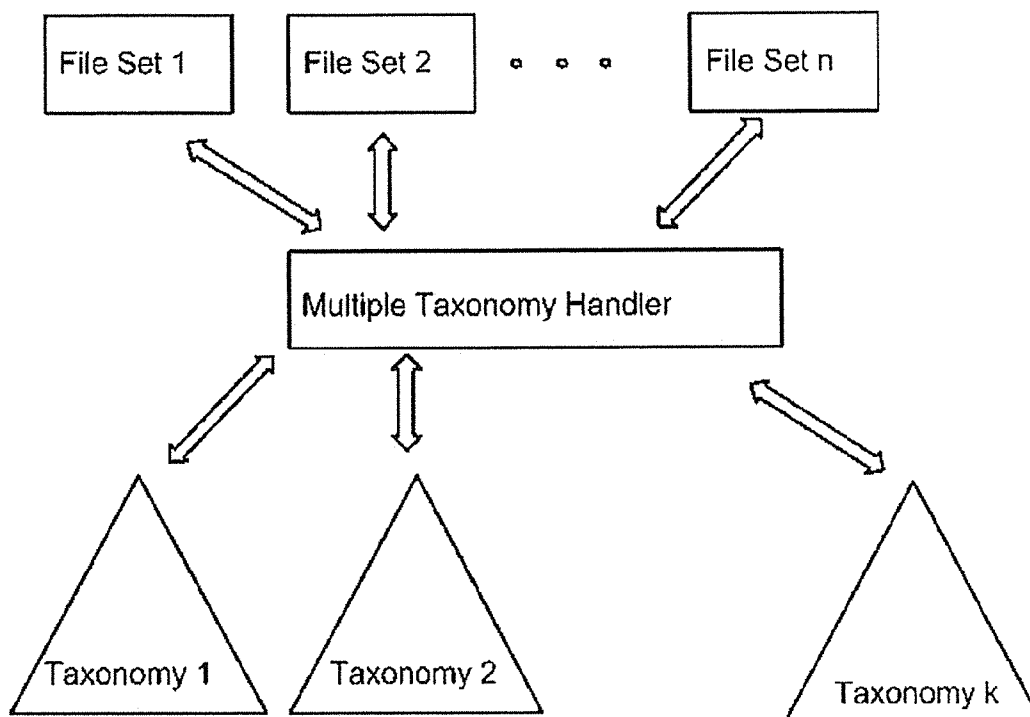 File Set 1
File Set 2
File Set n
Multiple Taxonomy Handler
Taxonomy 1
Taxonomy 2
Taxonomy k